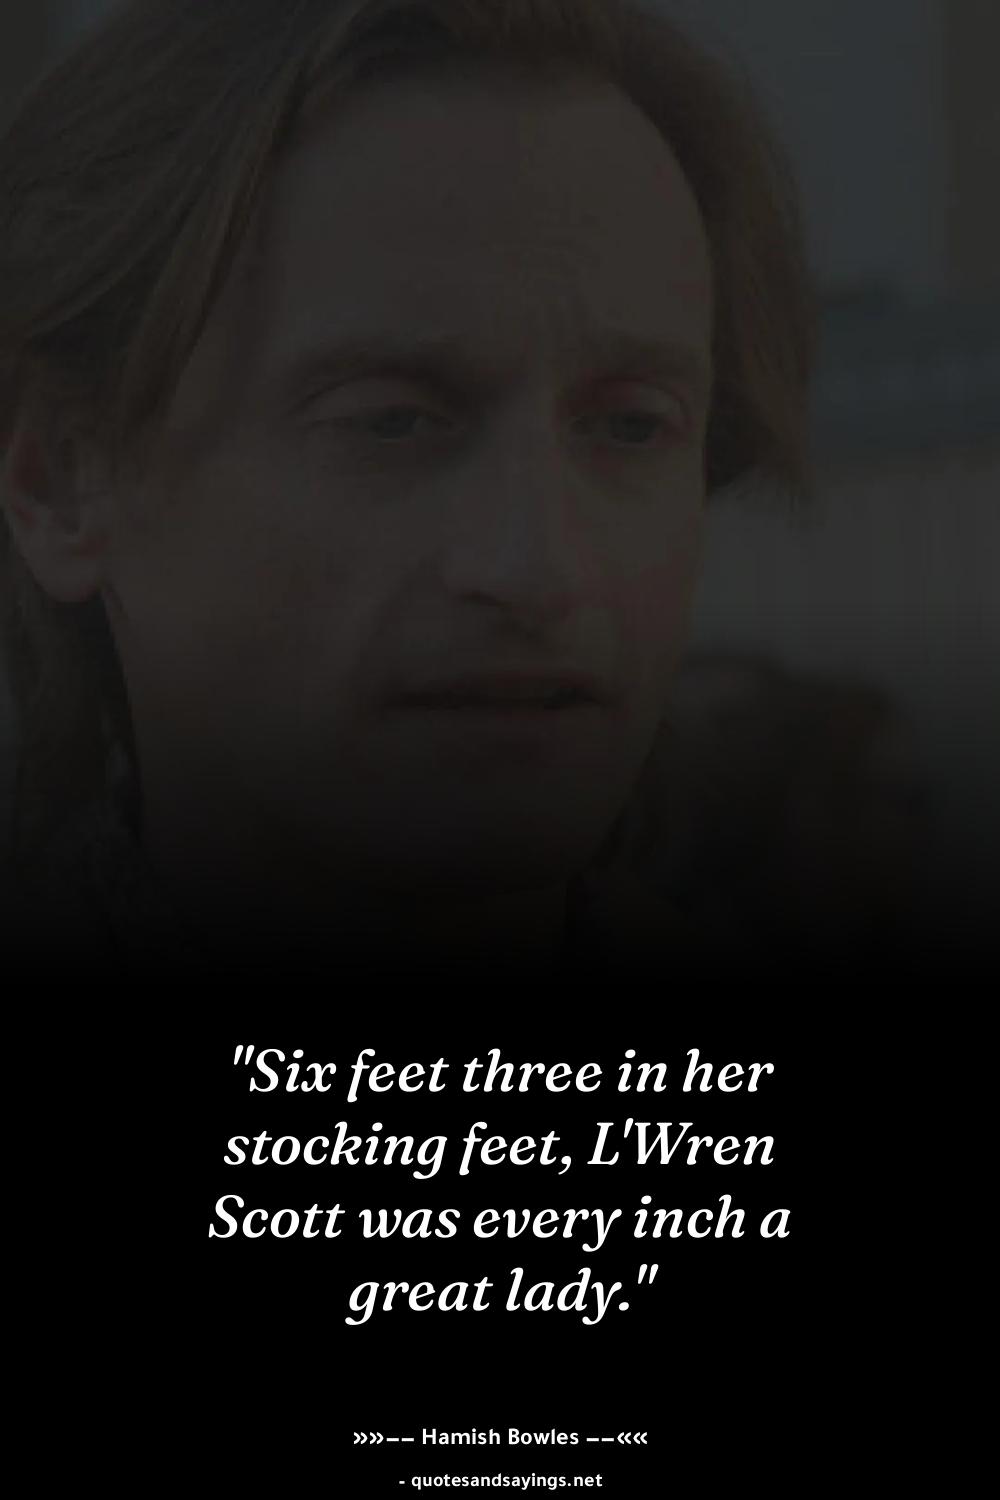 "Six feet three in her
stocking feet, L'Wren
Scott was every inch a
great lady."
»»−− Hamish Bowles −−««
- quotesandsayings.net